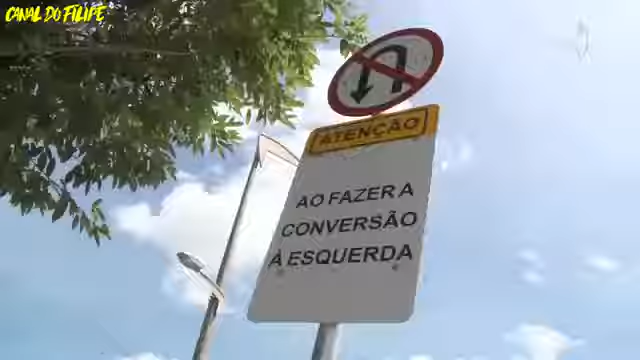 CANAL DO FILIPE
ATENÇÃO
AO FAZER A
CONVERSÃO
À ESQUERDA